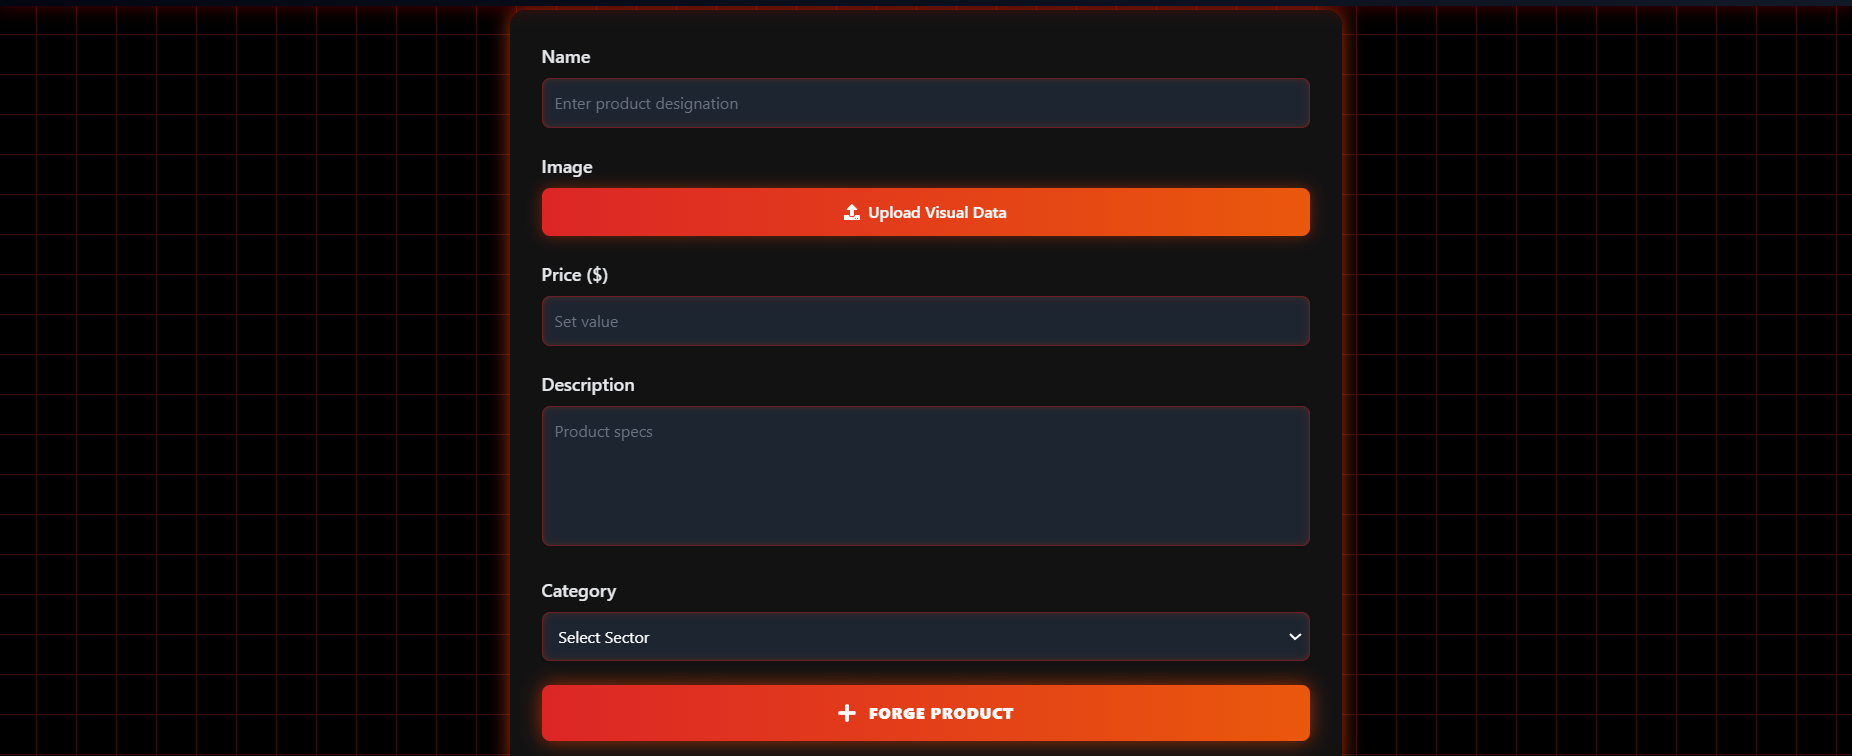 Name
Enter product designation
Image
Upload Visual Data
Price ($)
Set value
Description
Product specs
Category
Select Sector
FORGE PRODUCT